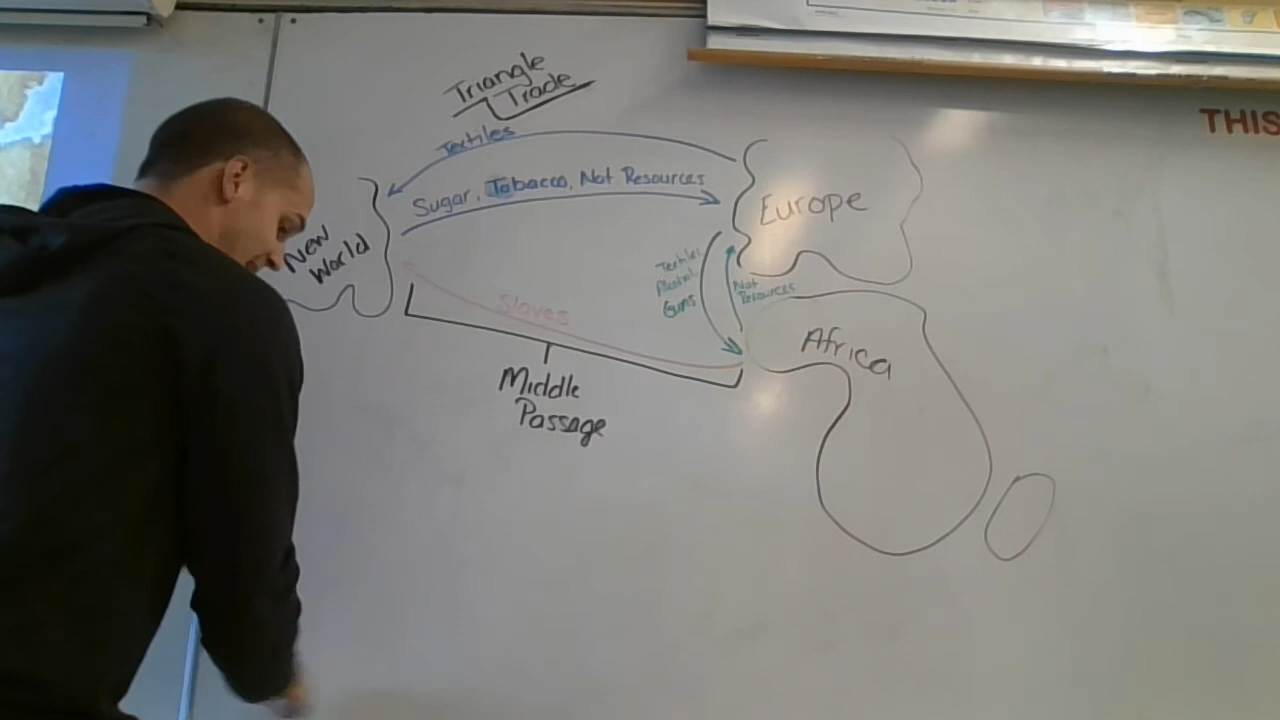 Triangle
Trade
Textiles
Sugar, Tobacco, Nat Resources
New
World
Europe
Textiles
Alcohol
Guns
Nat
Resources
Slaves
Africa
Middle
Passage
THIS